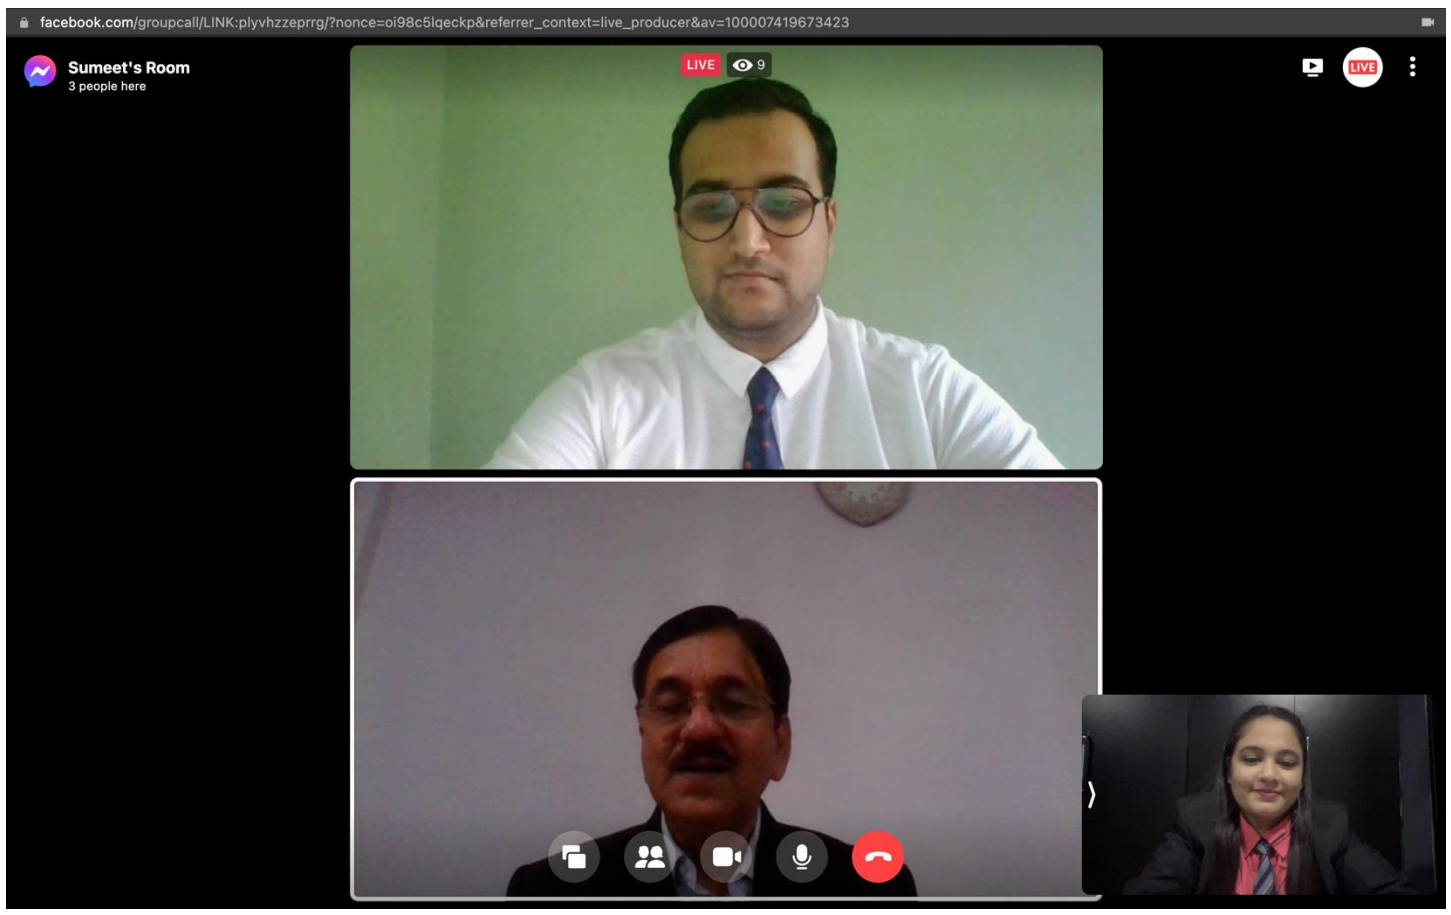 facebook.com/groupcall/LINK:plyvhzzeprrg/?nonce=oi98c5lqeckp&referrer_context=live_producer&av=100007419673423
Sumeet's Room
3 people here
LIVE 9
LIVE